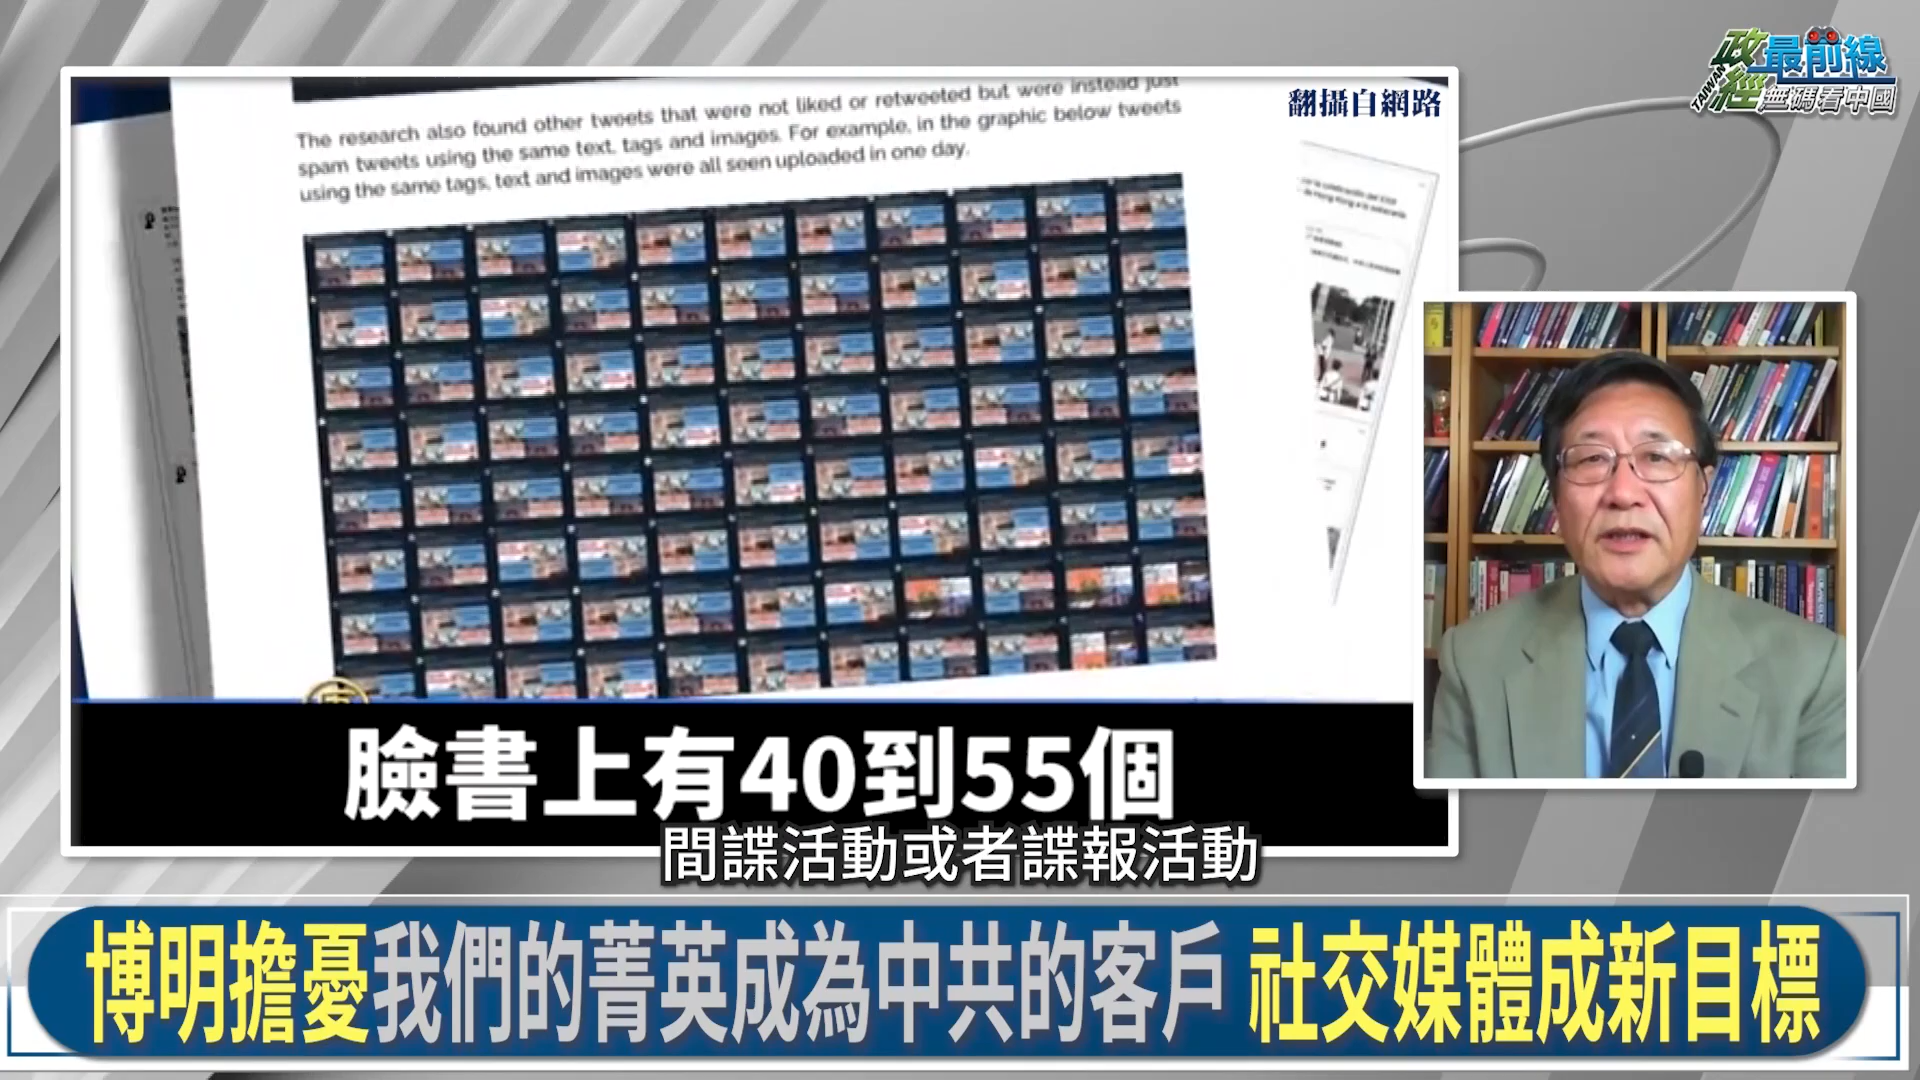 政經最前線
TAIWAN
無碼看中國
翻攝自網路
The research also found other tweets that were not liked or retweeted but were instead just
spam tweets using the same text, tags and images. For example, in the graphic below tweets
using the same tags, text and images were all seen uploaded in one day.
臉書上有40到55個
間諜活動或者諜報活動
博明擔憂我們的菁英成為中共的客戶 社交媒體成新目標